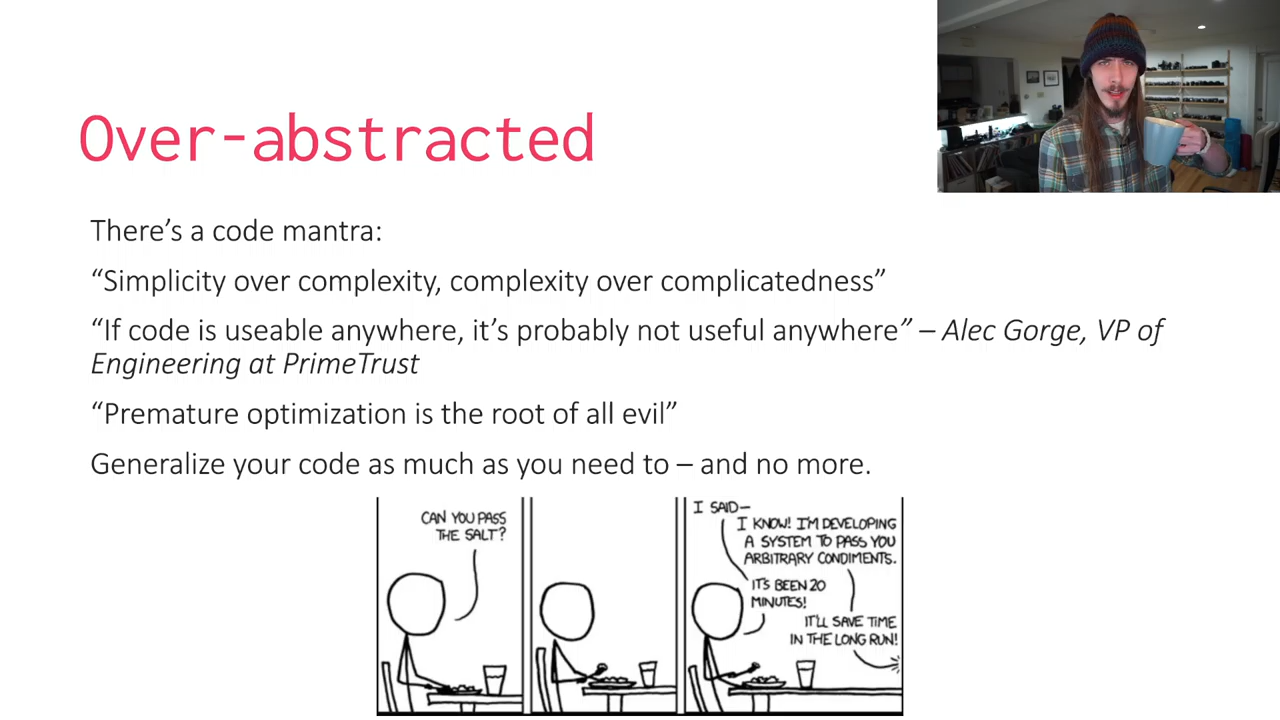 Over-abstracted
There’s a code mantra:
“Simplicity over complexity, complexity over complicatedness”
“If code is useable anywhere, it’s probably not useful anywhere” – Alec Gorge, VP of
Engineering at PrimeTrust
“Premature optimization is the root of all evil”
Generalize your code as much as you need to – and no more.
CAN YOU PASS
THE SALT?
I SAID—
I KNOW! I'M DEVELOPING
A SYSTEM TO PASS YOU
ARBITRARY CONDIMENTS.
IT'S BEEN 20
MINUTES!
IT'LL SAVE TIME
IN THE LONG RUN!